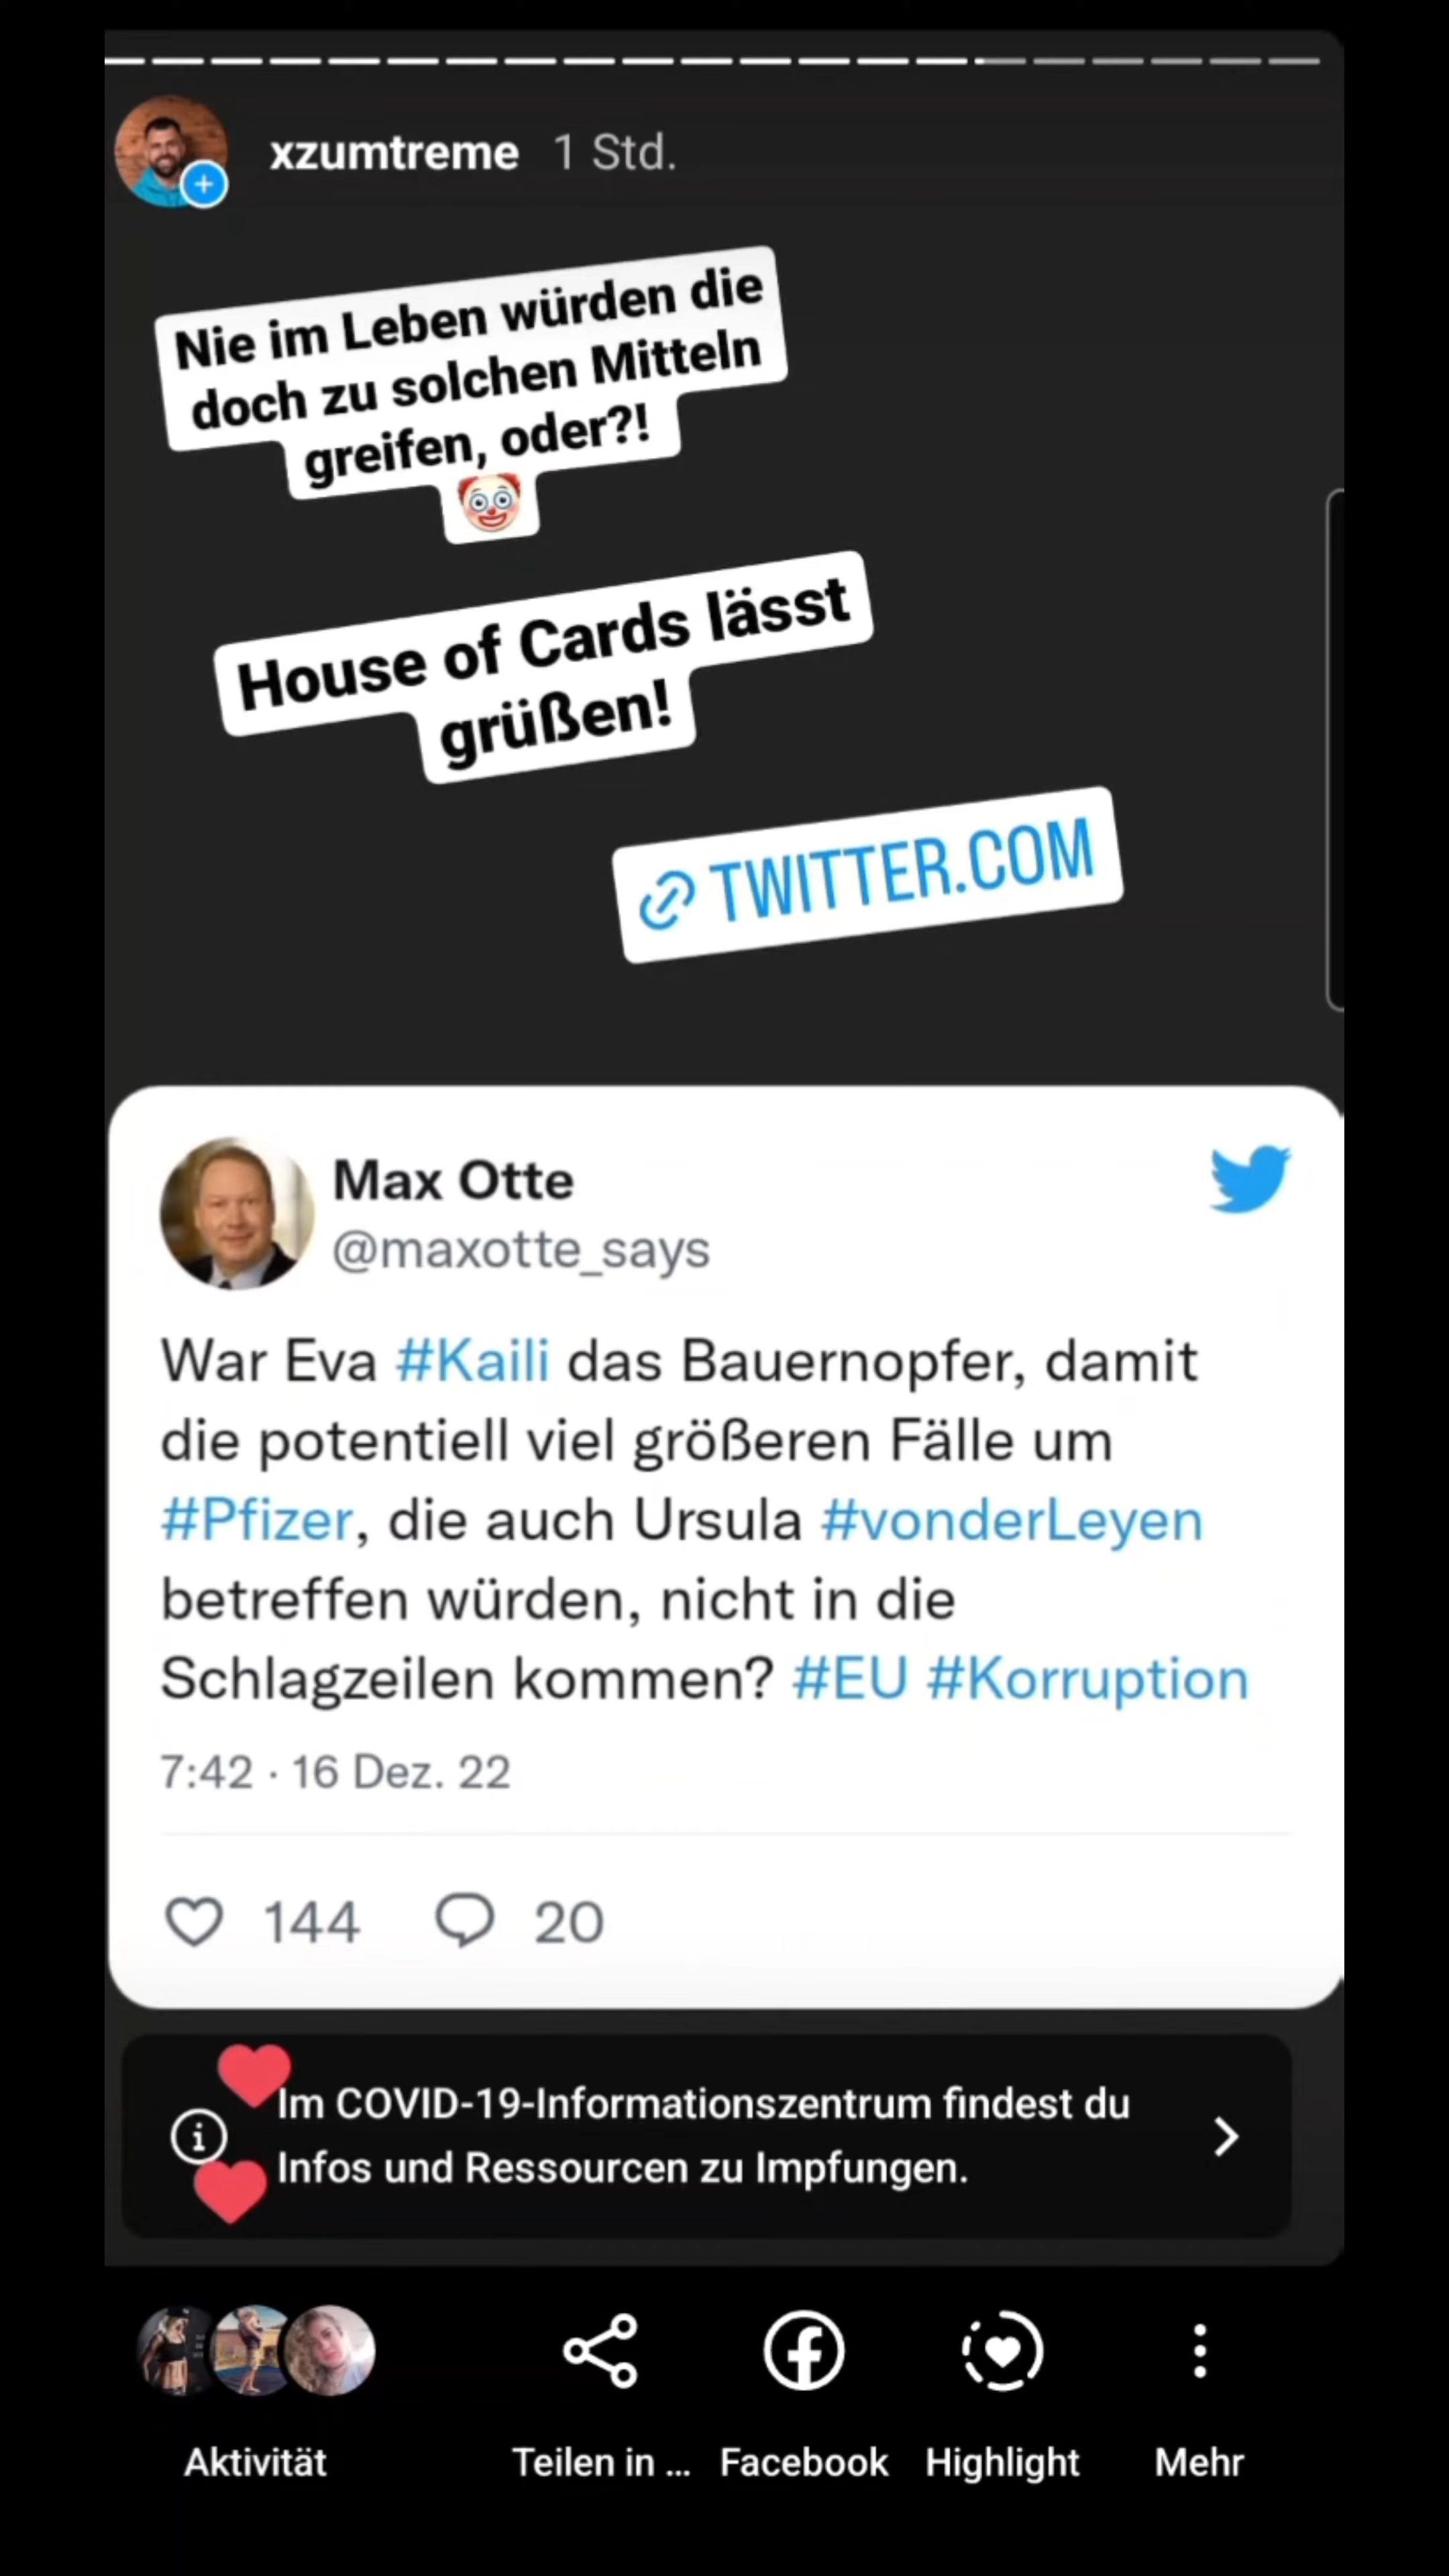 xzumtreme 1 Std.
Nie im Leben würden die
doch zu solchen Mitteln
greifen, oder?!
🤡
House of Cards lässt
grüßen!
TWITTER.COM
Max Otte
@maxotte_says
War Eva #Kaili das Bauernopfer, damit
die potentiell viel größeren Fälle um
#Pfizer, die auch Ursula #vonderLeyen
betreffen würden, nicht in die
Schlagzeilen kommen? #EU #Korruption
7:42 · 16 Dez. 22
144 20
Im COVID-19-Informationszentrum findest du
Infos und Ressourcen zu Impfungen.
Aktivität Teilen in ... Facebook Highlight Mehr